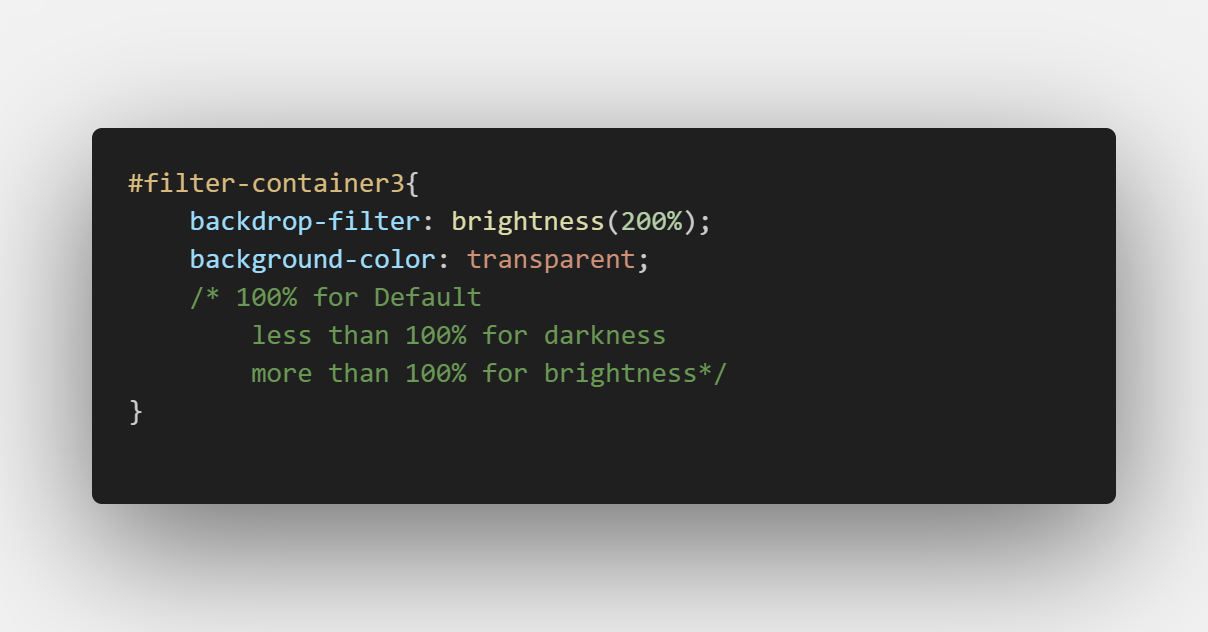 #filter-container3{
    backdrop-filter: brightness(200%);
    background-color: transparent;
    /* 100% for Default
        less than 100% for darkness
        more than 100% for brightness*/
}